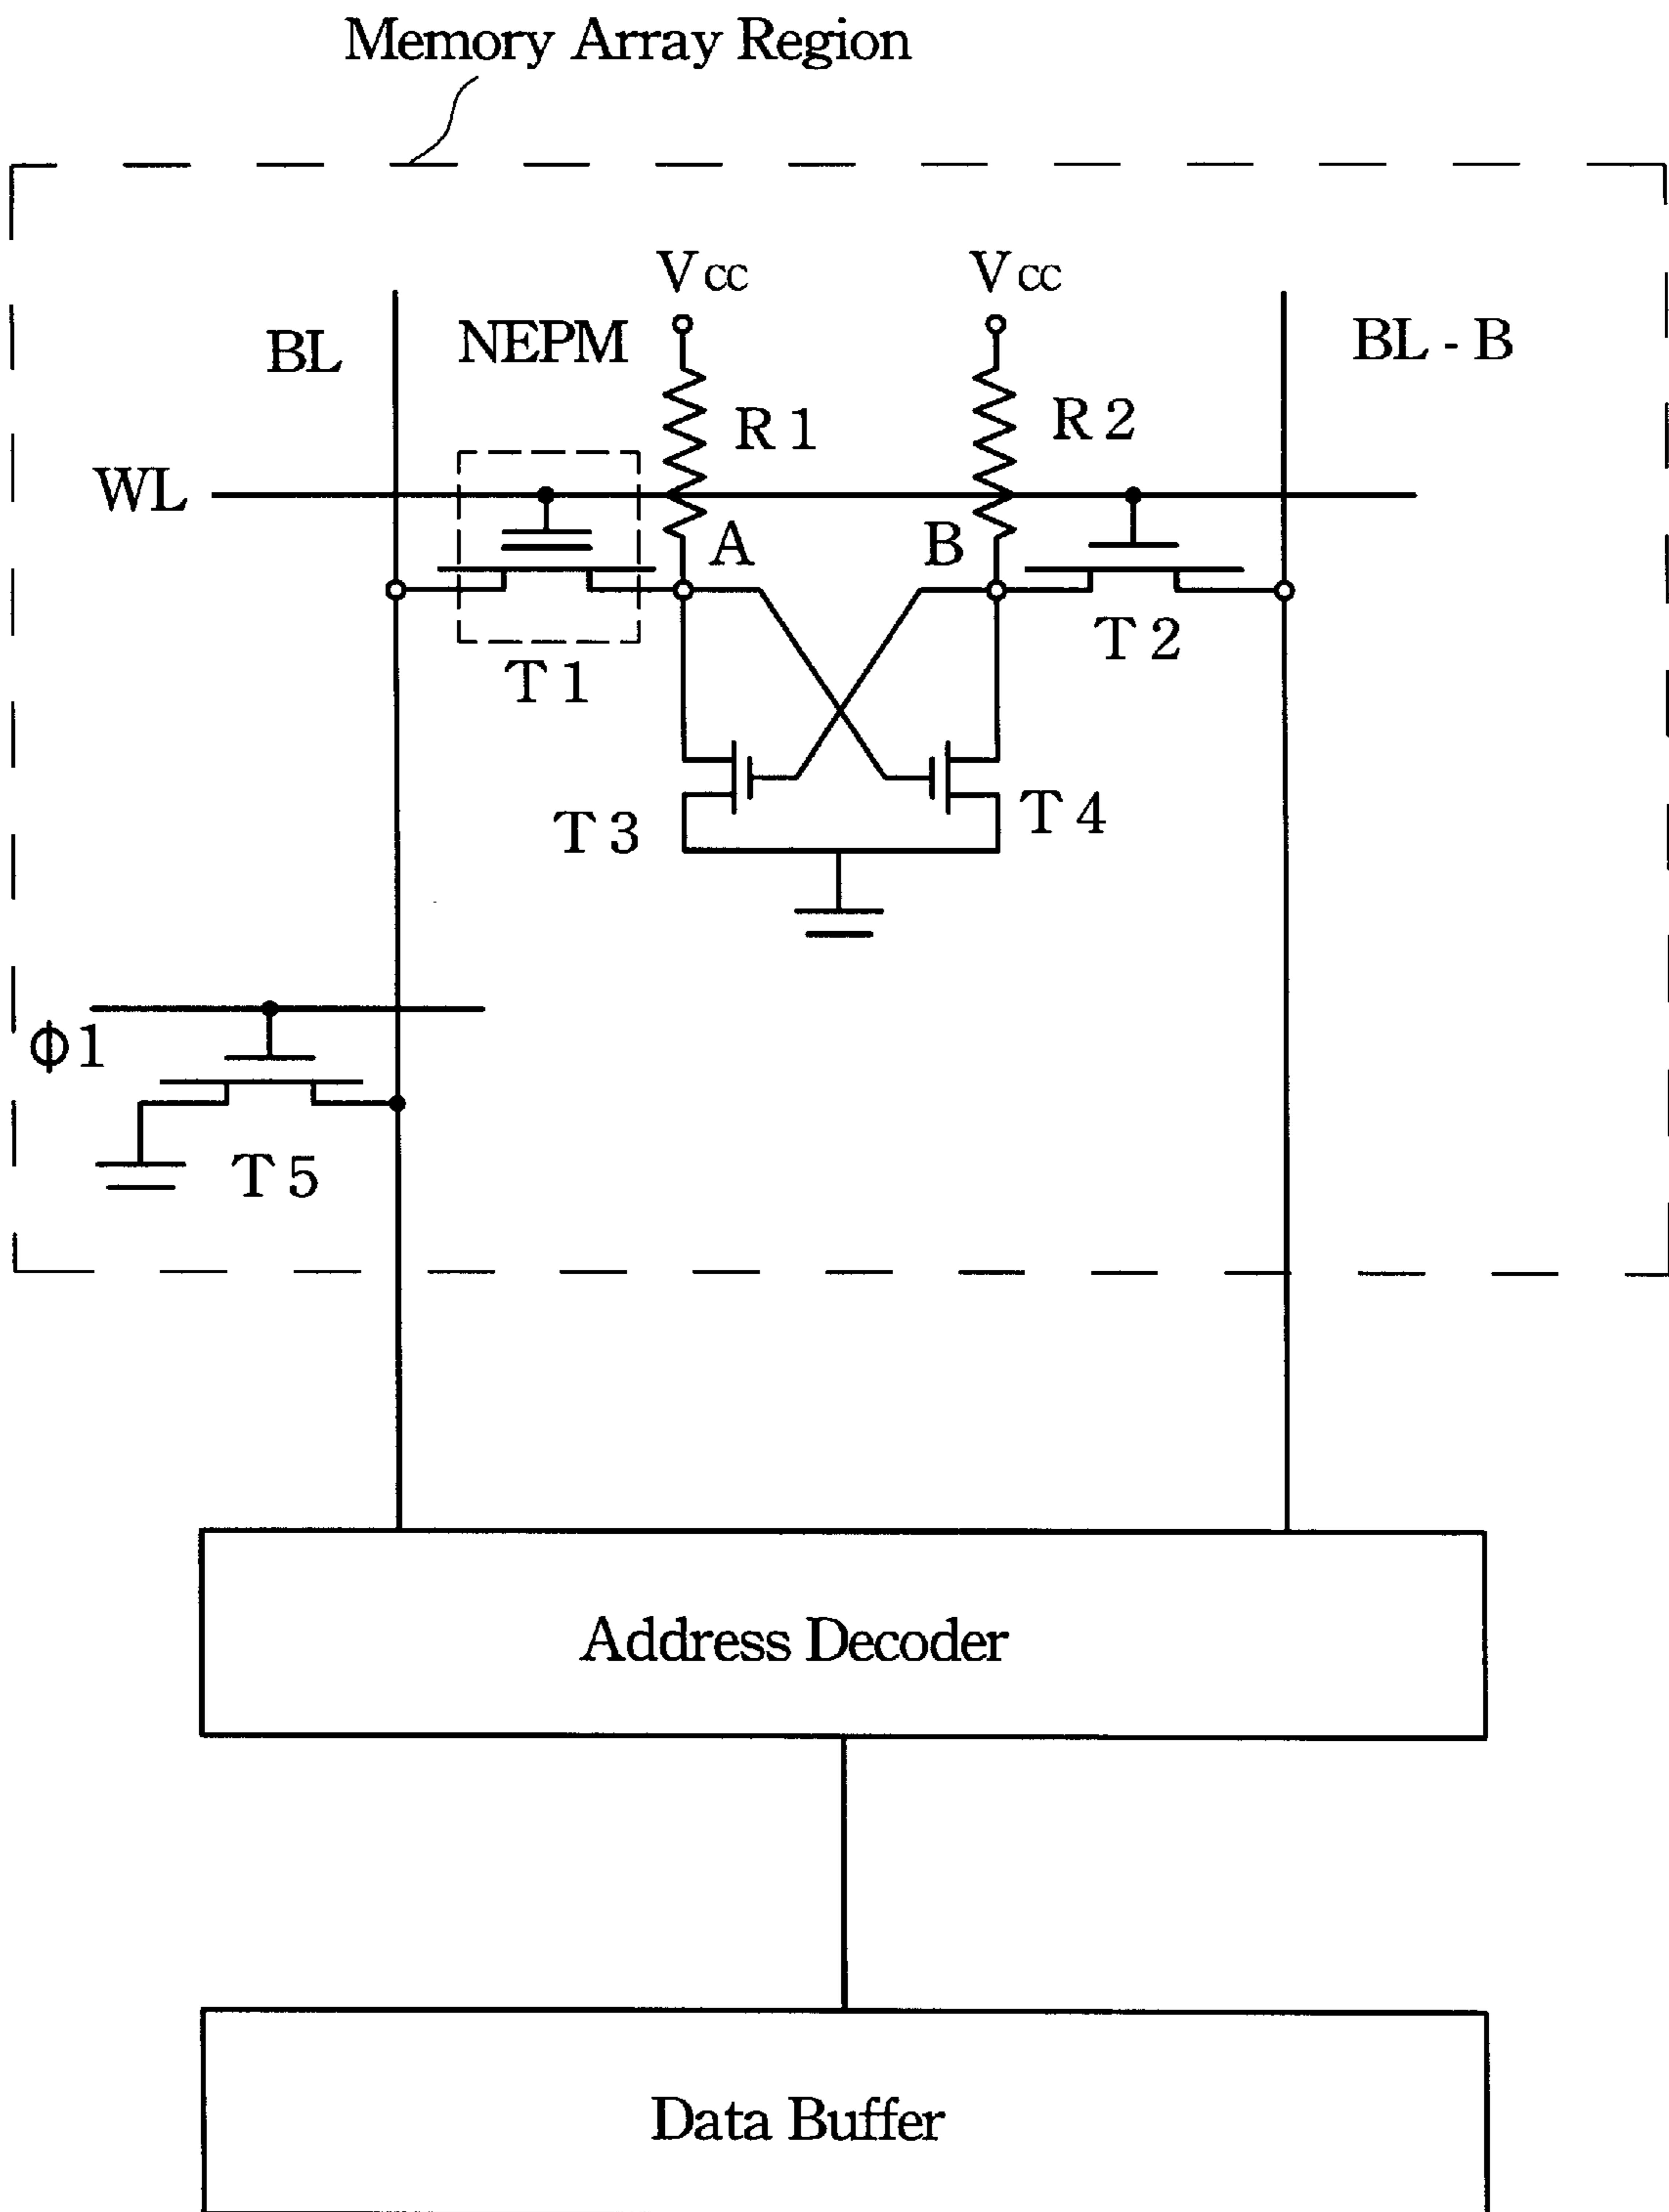 Memory Array Region
Vcc Vcc
BL NEPM BL - B
R1 R2
WL
A B
T1 T2
T3 T4
Φ1
T5
Address Decoder
Data Buffer